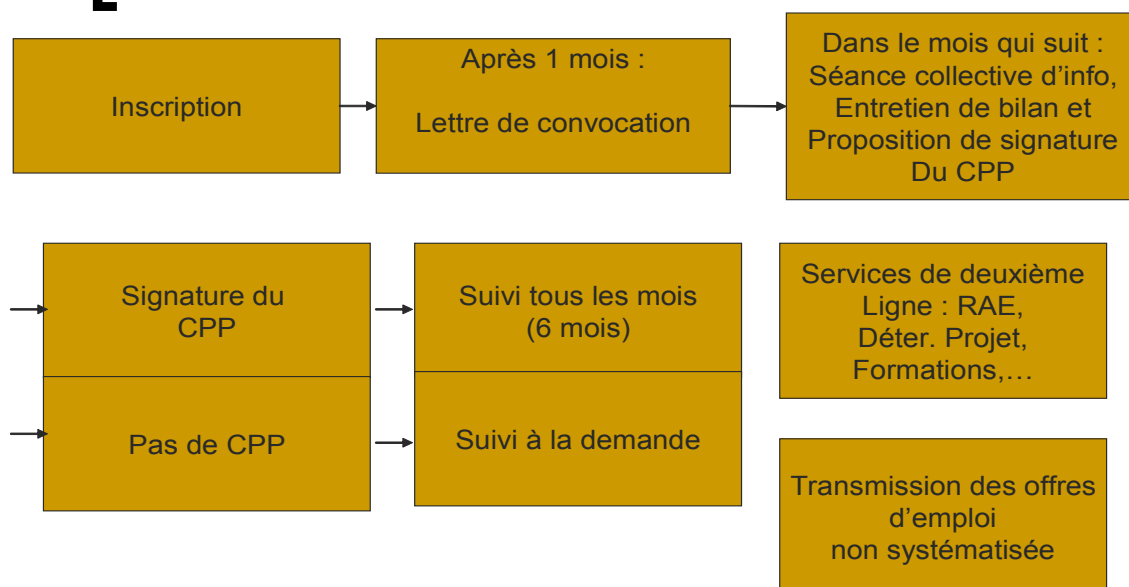 Inscription
Après 1 mois :
Lettre de convocation
Dans le mois qui suit :
Séance collective d'info,
Entretien de bilan et
Proposition de signature
Du CPP
Signature du
CPP
Suivi tous les mois
(6 mois)
Services de deuxième
Ligne : RAE,
Déter. Projet,
Formations,…
Pas de CPP
Suivi à la demande
Transmission des offres
d'emploi
non systématisée